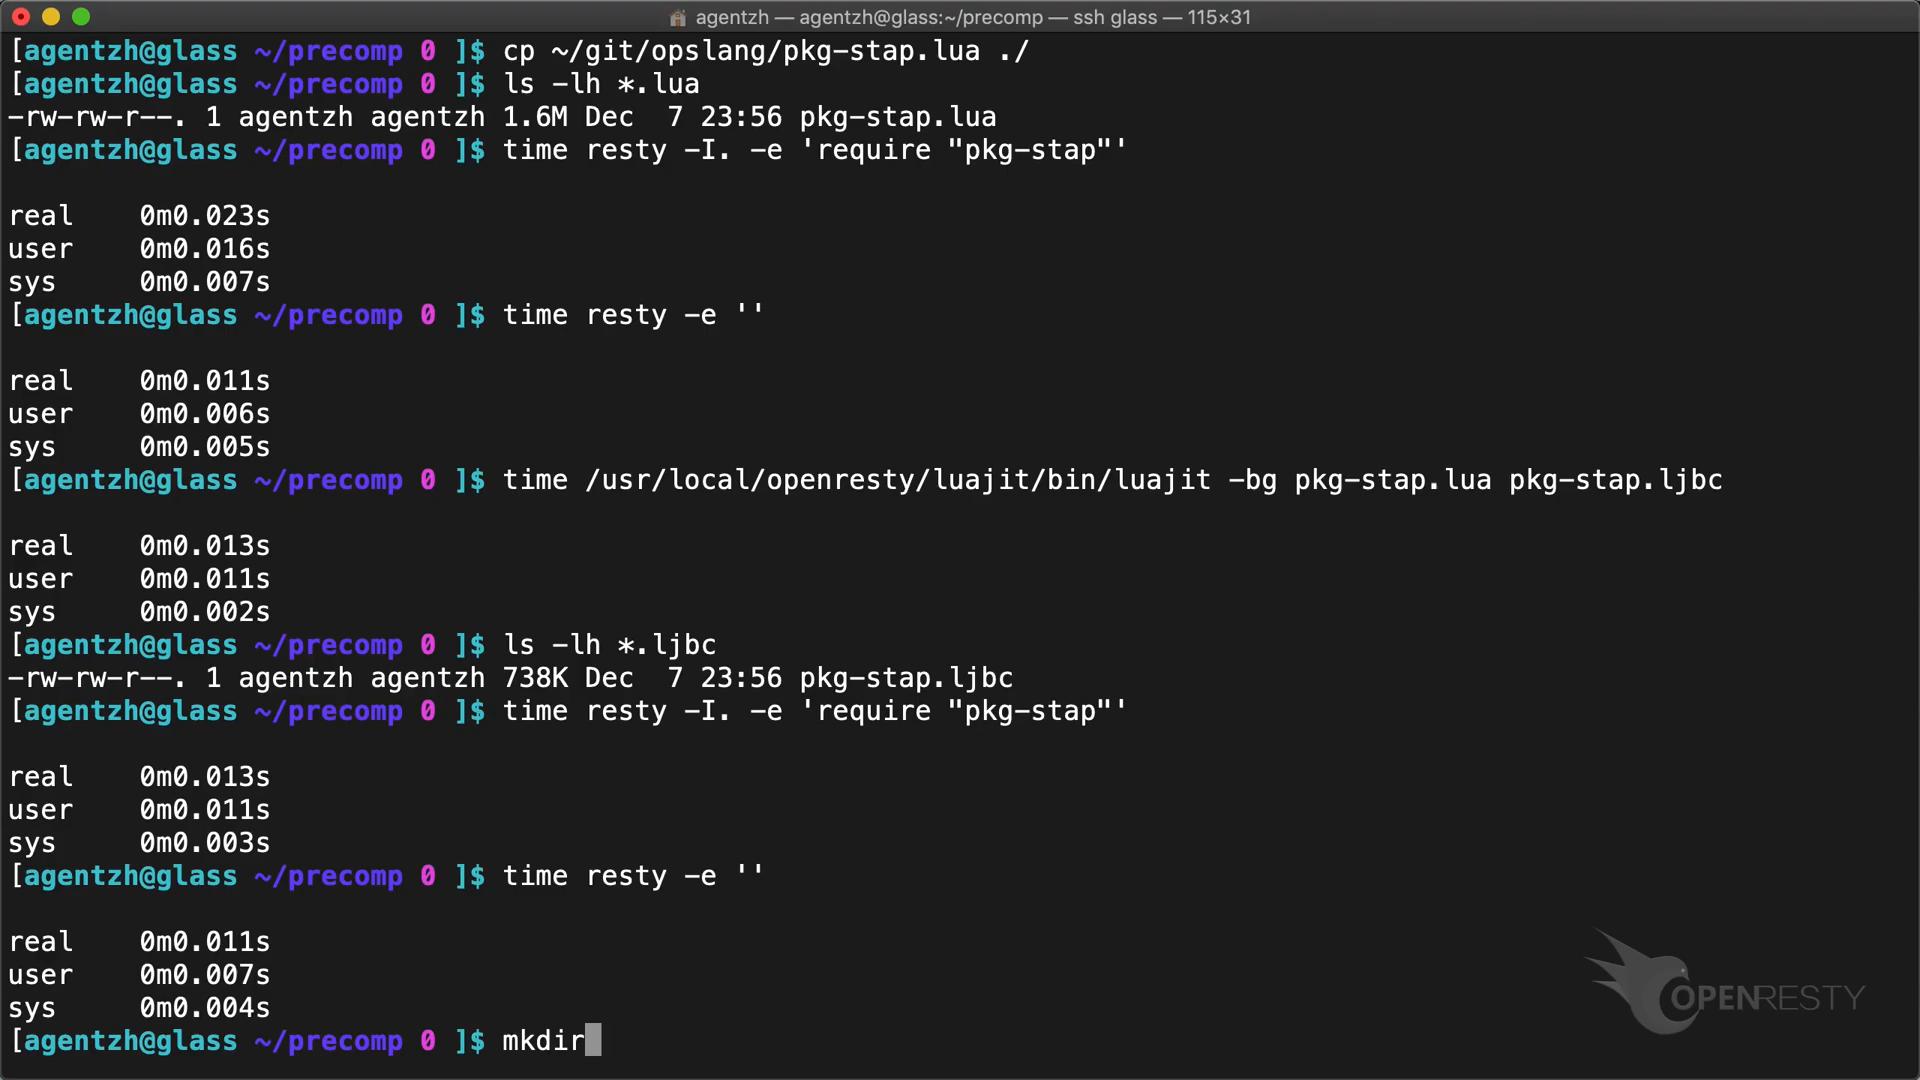 agentzh — agentzh@glass:~/precomp — ssh glass — 115×31
[agentzh@glass ~/precomp 0 ]$ cp ~/git/opslang/pkg-stap.lua ./
[agentzh@glass ~/precomp 0 ]$ ls -lh *.lua
-rw-rw-r--. 1 agentzh agentzh 1.6M Dec  7 23:56 pkg-stap.lua
[agentzh@glass ~/precomp 0 ]$ time resty -I. -e 'require "pkg-stap"'
real    0m0.023s
user    0m0.016s
sys     0m0.007s
[agentzh@glass ~/precomp 0 ]$ time resty -e ''
real    0m0.011s
user    0m0.006s
sys     0m0.005s
[agentzh@glass ~/precomp 0 ]$ time /usr/local/openresty/luajit/bin/luajit -bg pkg-stap.lua pkg-stap.ljbc
real    0m0.013s
user    0m0.011s
sys     0m0.002s
[agentzh@glass ~/precomp 0 ]$ ls -lh *.ljbc
-rw-rw-r--. 1 agentzh agentzh 738K Dec  7 23:56 pkg-stap.ljbc
[agentzh@glass ~/precomp 0 ]$ time resty -I. -e 'require "pkg-stap"'
real    0m0.013s
user    0m0.011s
sys     0m0.003s
[agentzh@glass ~/precomp 0 ]$ time resty -e ''
real    0m0.011s
user    0m0.007s
sys     0m0.004s
[agentzh@glass ~/precomp 0 ]$ mkdir
OPENRESTY